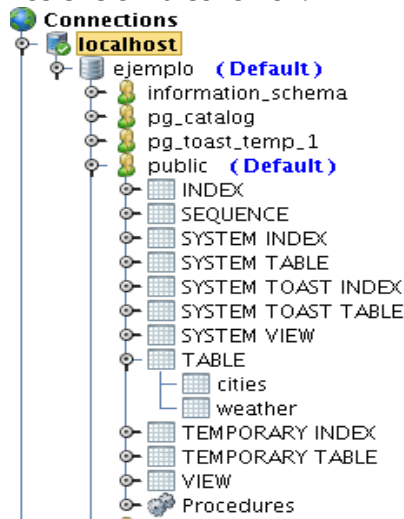 Connections
localhost
ejemplo (Default)
information_schema
pg_catalog
pg_toast_temp_1
public (Default)
INDEX
SEQUENCE
SYSTEM INDEX
SYSTEM TABLE
SYSTEM TOAST INDEX
SYSTEM TOAST TABLE
SYSTEM VIEW
TABLE
cities
weather
TEMPORARY INDEX
TEMPORARY TABLE
VIEW
Procedures